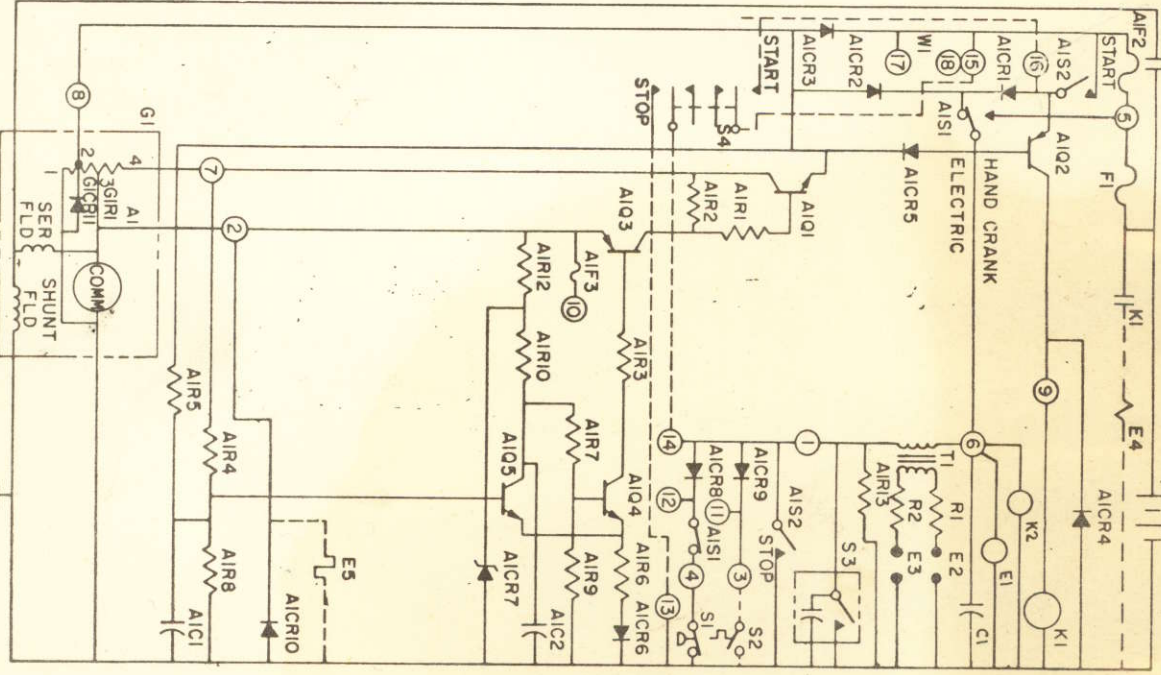 AIF2
START
AIS2
16
AICR1
15
18
W1
17
AICR2
AICR3
START
STOP
S4
AIS1
5
8
G1
AIQ2
F1
HAND CRANK
ELECTRIC
AICR5
AIQ1
AIR1
AIR2
4
2
3
1
GICR11
GIR1
7
A1
2
SER
FLD
COMM
SHUNT
FLD
AIQ3
AIF3
10
AIR12
AIR10
AIR3
K1
9
E4
AIR5
AIR4
AIR7
AIQ5
AIQ4
14
AICR8
12
AICR9
11
AIS1
AIS2
STOP
1
AIR13
T1
6
R2
R1
K2
AICR4
AIR8
E5
AICR7
AIR9
AIR6
13
4
3
S3
E3
E2
E1
K1
AIC1
AICR10
AIC2
AICR6
S1
S2
C1